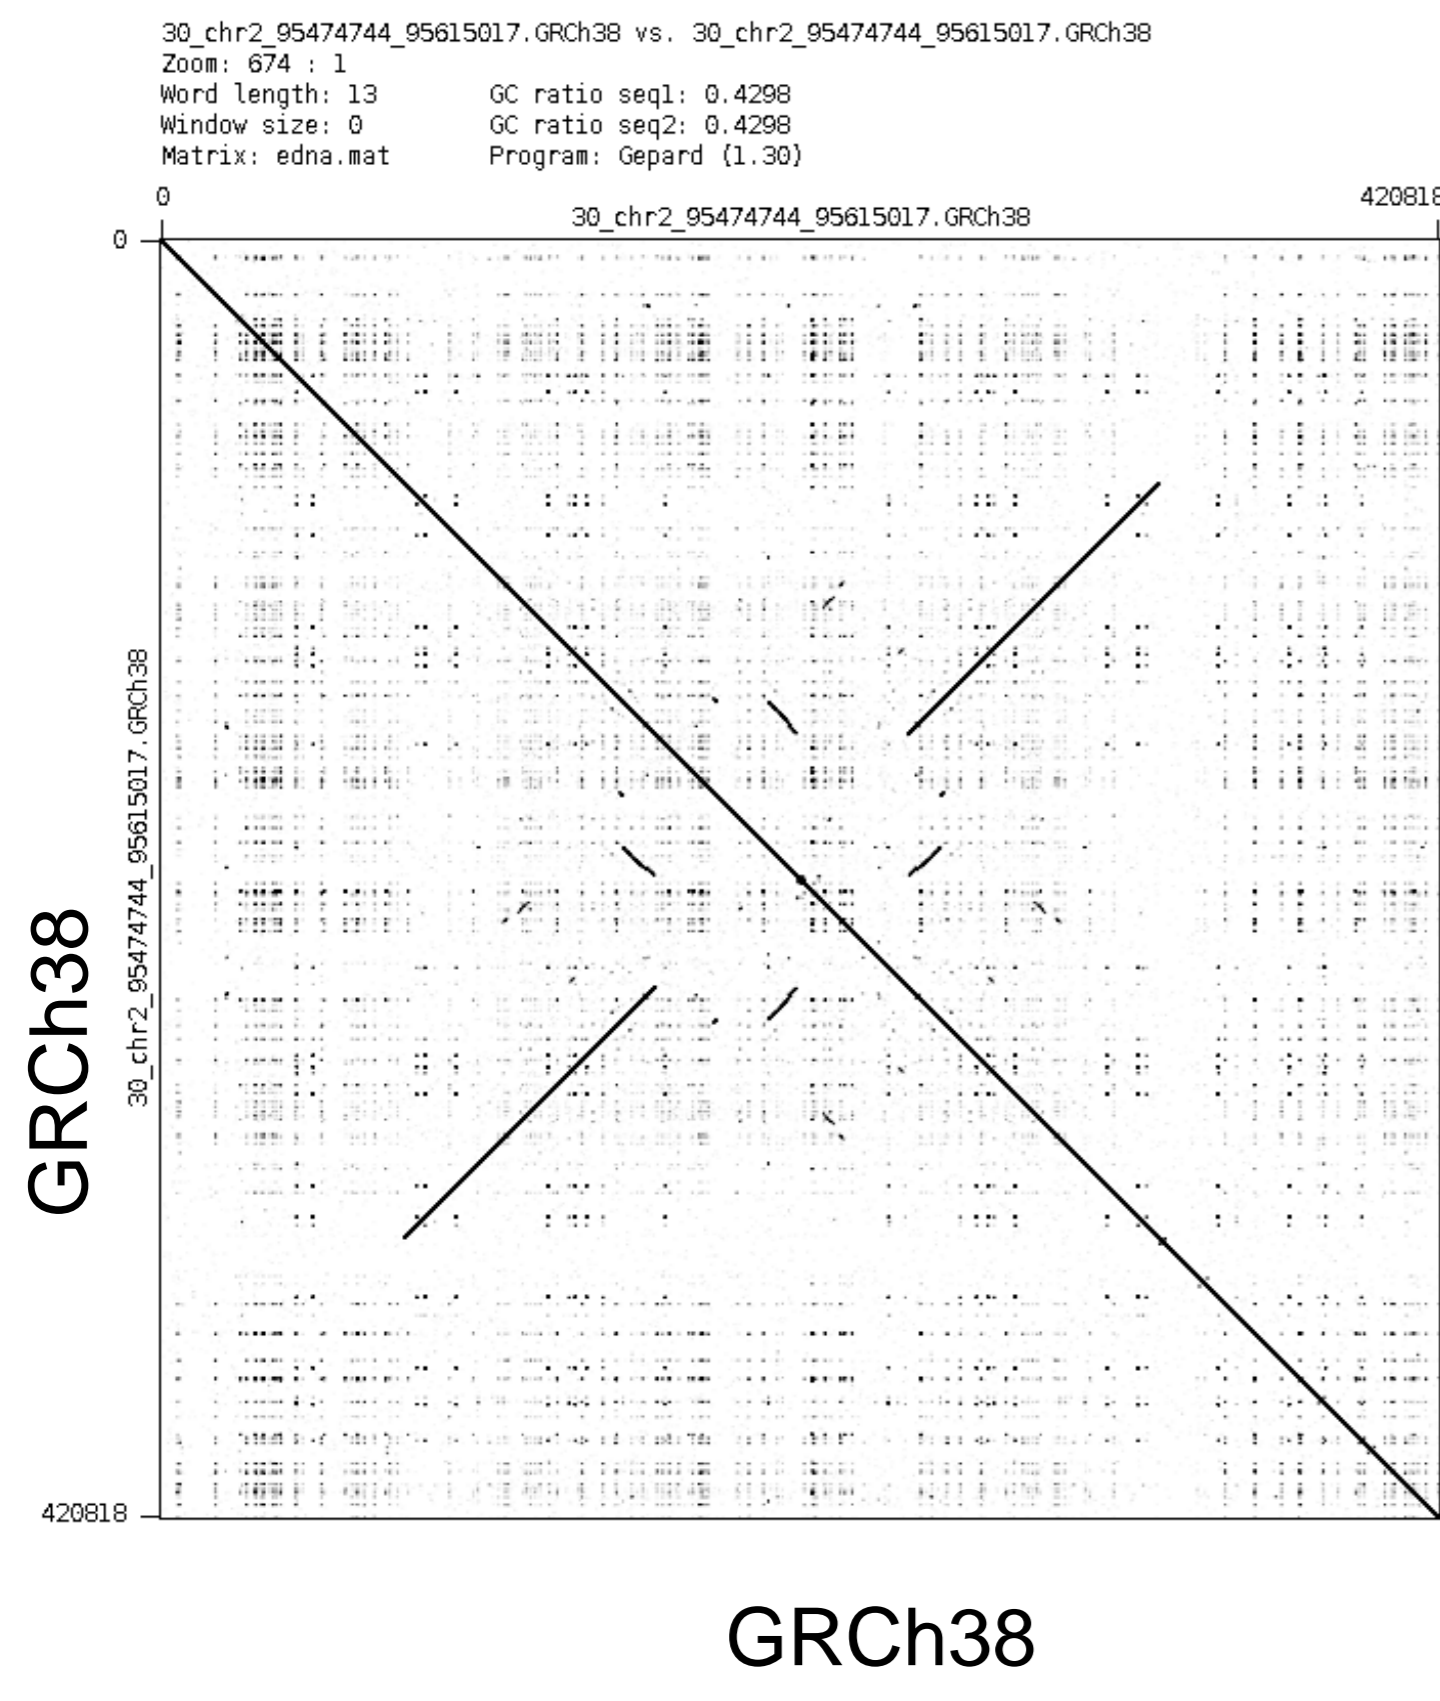 30_chr2_95474744_95615017.GRCh38 vs. 30_chr2_95474744_95615017.GRCh38
Zoom: 674 : 1
Word length: 13 GC ratio seq1: 0.4298
Window size: 0 GC ratio seq2: 0.4298
Matrix: edna.mat Program: Gepard (1.30)
0 420818
30_chr2_95474744_95615017.GRCh38
0
30_chr2_95474744_95615017.GRCh38
GRCh38
420818
GRCh38